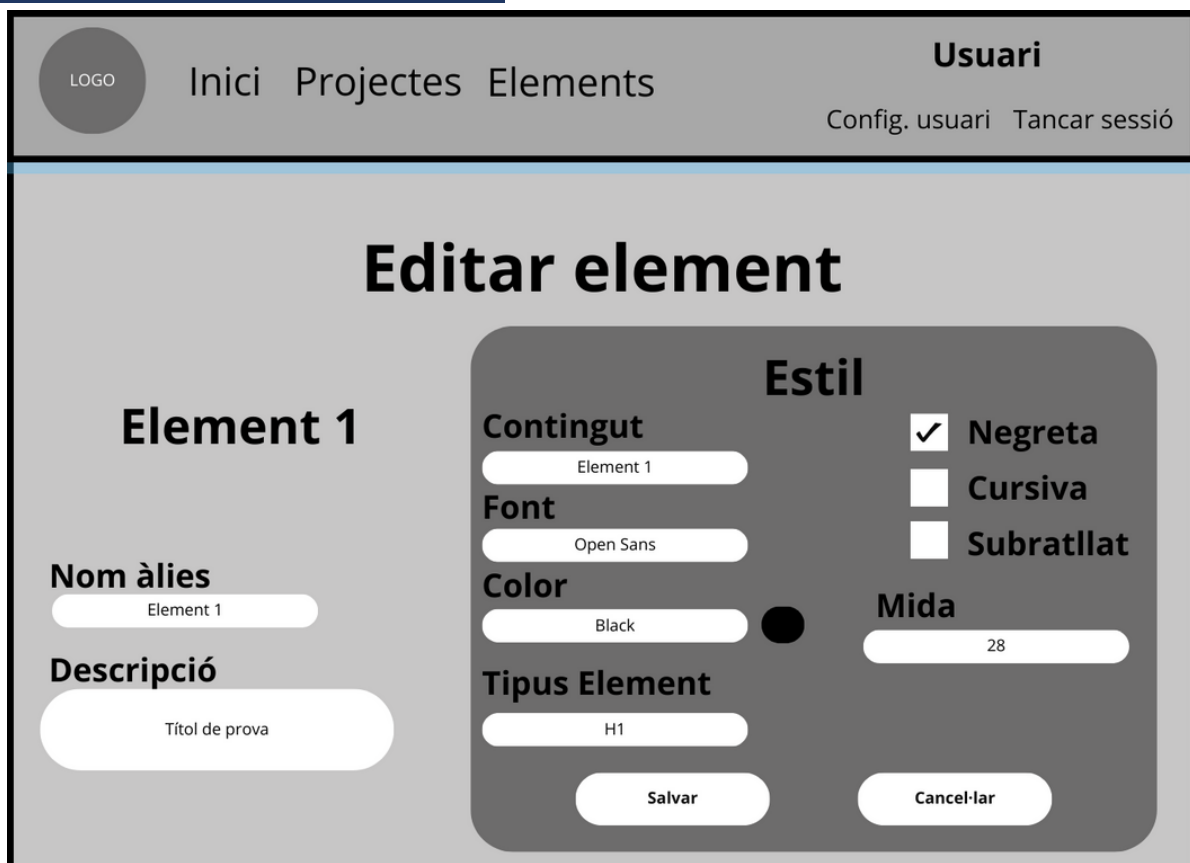 LOGO
Inici Projectes Elements
Usuari
Config. usuari Tancar sessió
Editar element
Element 1
Nom àlies
Element 1
Descripció
Títol de prova
Estil
Contingut
Element 1
Font
Open Sans
Color
Black
Tipus Element
H1
Negreta
Cursiva
Subratllat
Mida
28
Salvar
Cancel·lar